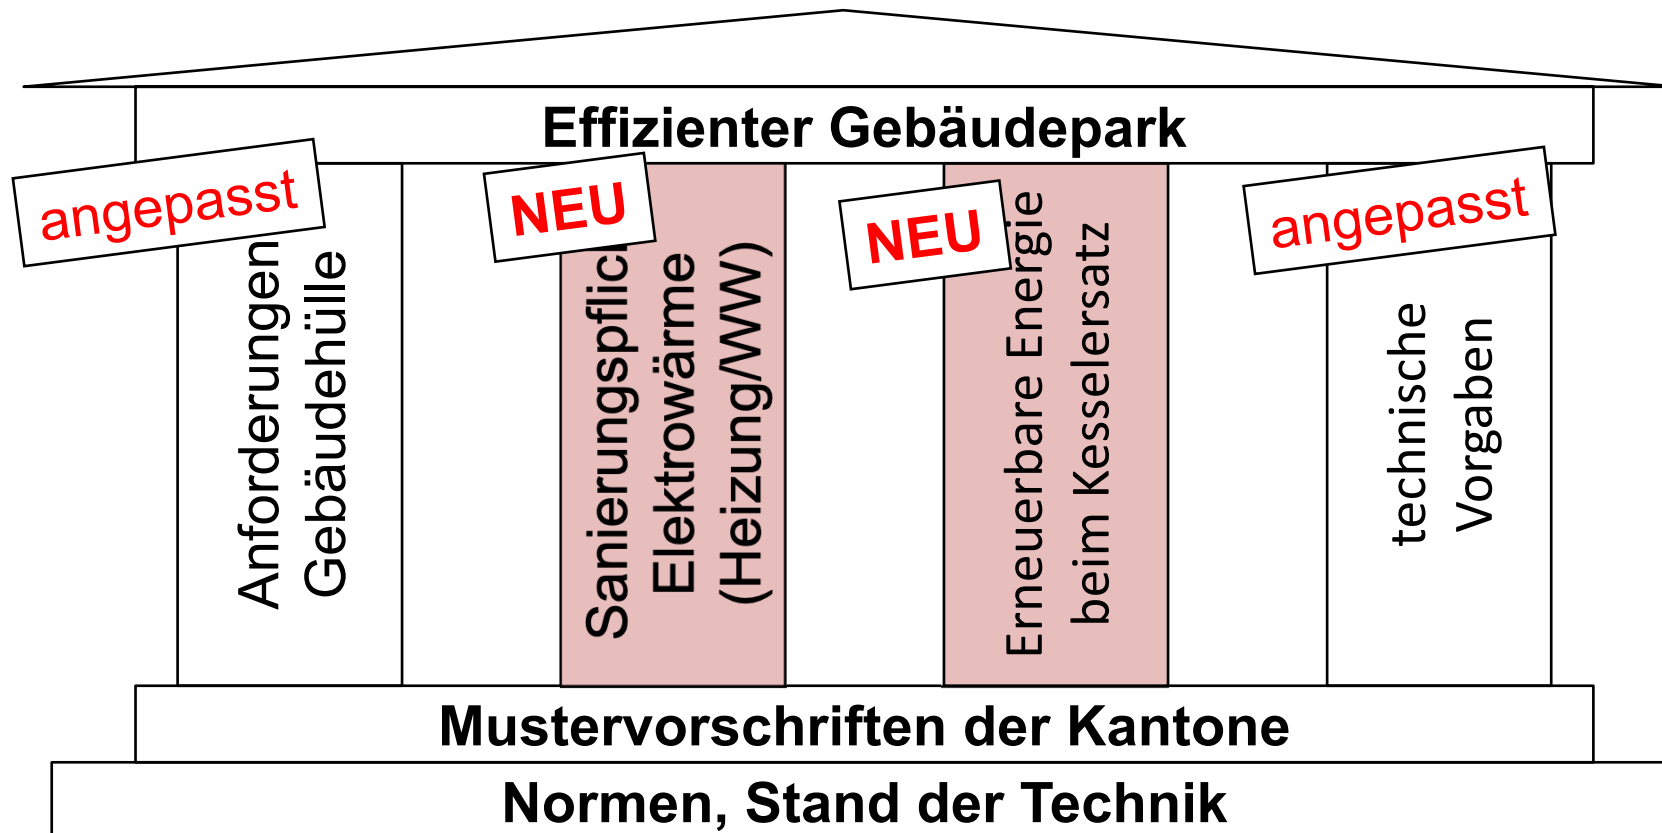 Effizienter Gebäudepark
angepasst
NEU
NEU
angepasst
Anforderungen
Gebäudehülle
Elektrowärme
(Heizung/WW)
Erneuerbare Energie
beim Kesselersatz
technische
Vorgaben
Mustervorschriften der Kantone
Normen, Stand der Technik